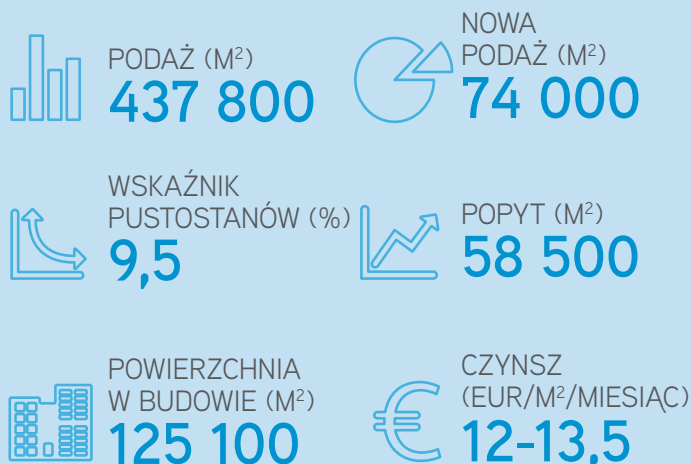 PODAŻ (M²)
437 800
NOWA
PODAŻ (M²)
74 000
WSKAŹNIK
PUSTOSTANÓW (%)
9,5
POPYT (M²)
58 500
POWIERZCHNIA
W BUDOWIE (M²)
125 100
CZYNSZ
(EUR/M²/MIESIĄC)
12-13,5